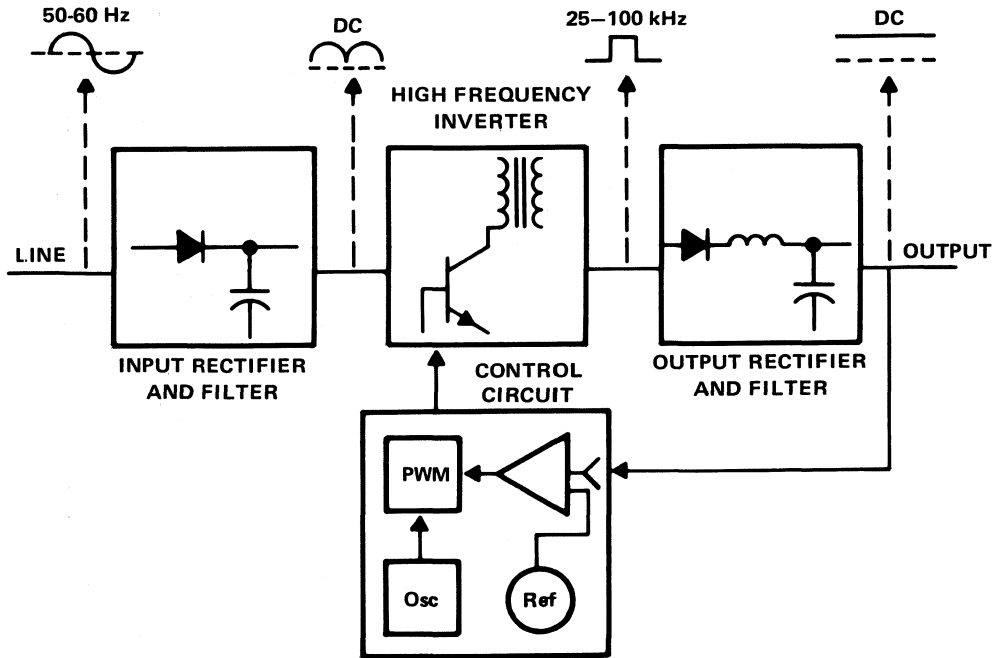 50-60 Hz
DC
25–100 kHz
DC
HIGH FREQUENCY
INVERTER
LINE
OUTPUT
INPUT RECTIFIER
AND FILTER
CONTROL
CIRCUIT
OUTPUT RECTIFIER
AND FILTER
PWM
Osc
Ref